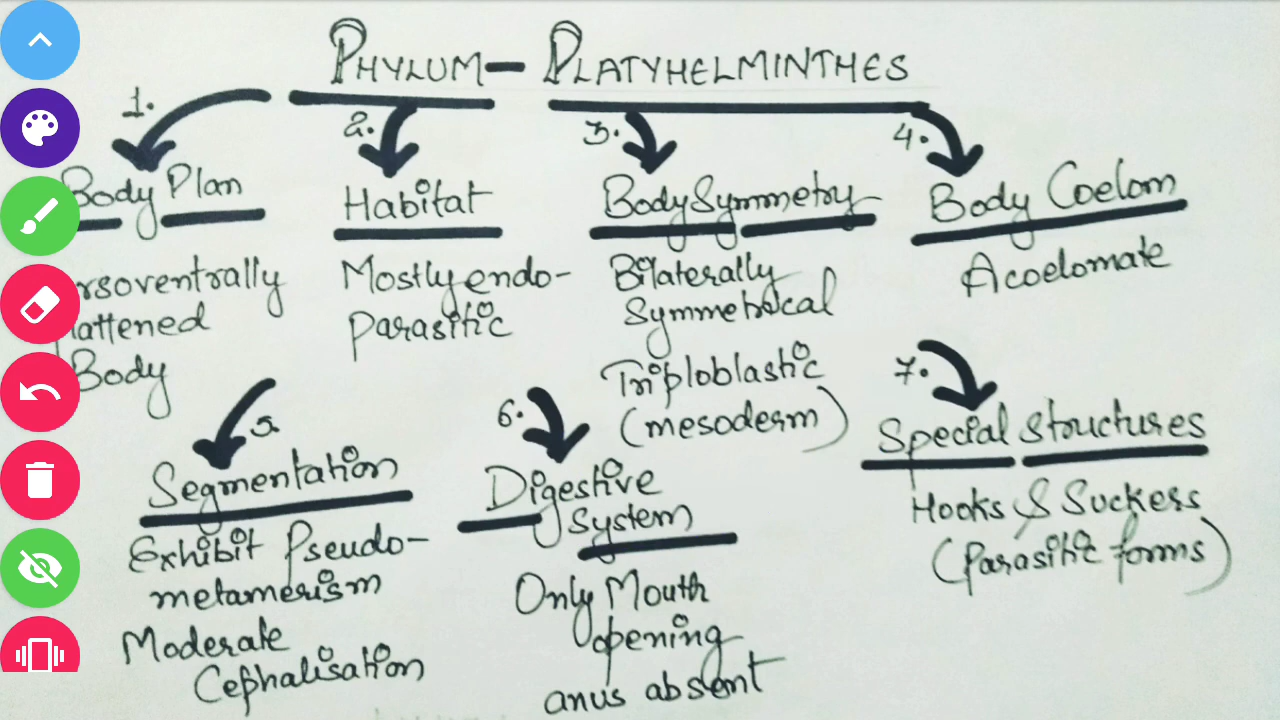 PHYLUM - PLATYHELMINTHES
1.
Body Plan
rsoventrally
lattened
Body
2.
Habitat
Mostly endo-
Parasitic
3.
Body Symmetry
Bilaterally
Symmetrical
Triploblastic
(mesoderm)
4.
Body Coelom
Acoelomate
5.
Segmentation
Exhibit Pseudo-
metamerism
Moderate
Cephalisation
6.
Digestive
System
Only Mouth
opening
anus absent
7.
Special structures
Hooks & Suckers
(Parasitic forms)